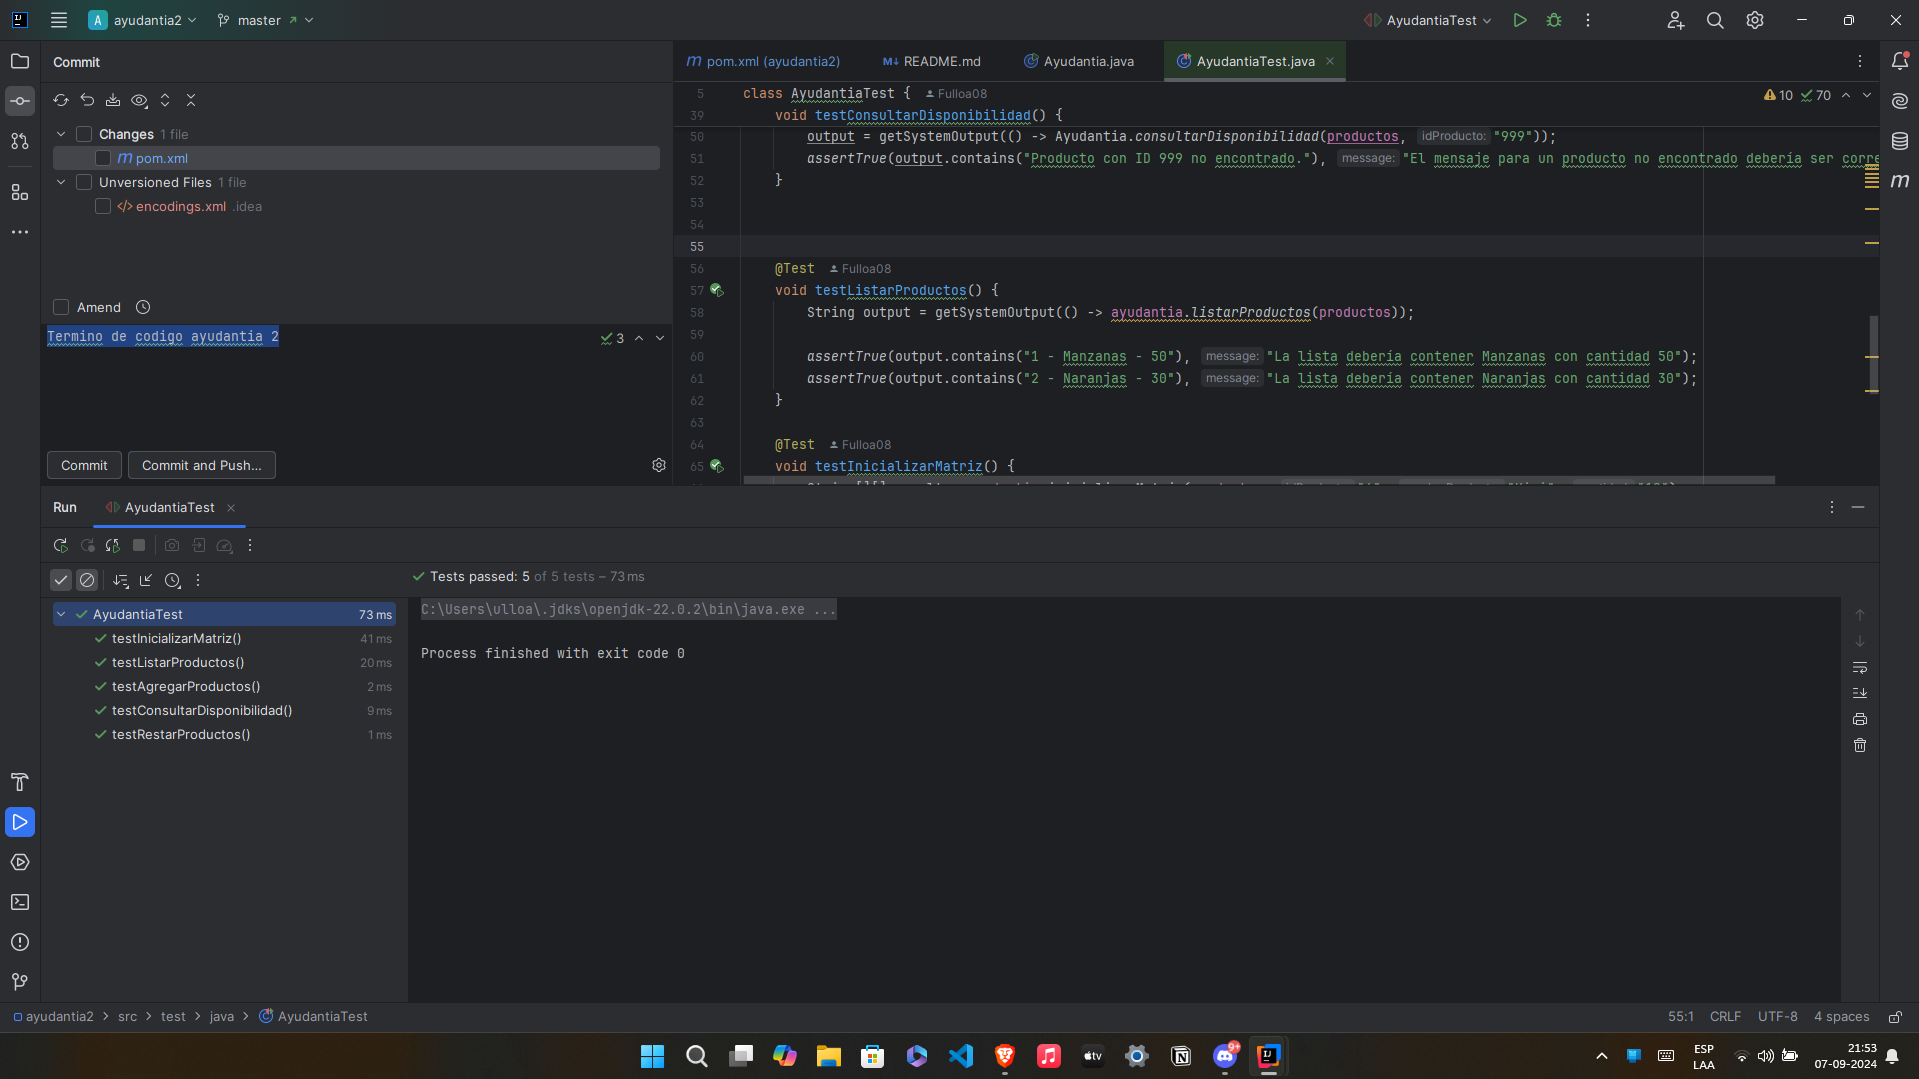 A ayudantia2 master AyudantiaTest
Commit
pom.xml (ayudantia2) README.md Ayudantia.java AyudantiaTest.java
Changes 1 file
pom.xml
Unversioned Files 1 file
encodings.xml .idea
Amend
Termino de codigo ayudantia 2
3
Commit Commit and Push...
10 70
5 class AyudantiaTest { Fulloa08
39 void testConsultarDisponibilidad() {
50 output = getSystemOutput(() -> Ayudantia.consultarDisponibilidad(productos, idProducto: "999"));
51 assertTrue(output.contains("Producto con ID 999 no encontrado."), message: "El mensaje para un producto no encontrado debería ser corre
52 }
53
54
55
56 @Test Fulloa08
57 void testListarProductos() {
58 String output = getSystemOutput(() -> ayudantia.listarProductos(productos));
59
60 assertTrue(output.contains("1 - Manzanas - 50"), message: "La lista debería contener Manzanas con cantidad 50");
61 assertTrue(output.contains("2 - Naranjas - 30"), message: "La lista debería contener Naranjas con cantidad 30");
62 }
63
64 @Test Fulloa08
65 void testInicializarMatriz() {
Run AyudantiaTest
Tests passed: 5 of 5 tests – 73 ms
AyudantiaTest 73 ms
testInicializarMatriz() 41 ms
testListarProductos() 20 ms
testAgregarProductos() 2 ms
testConsultarDisponibilidad() 9 ms
testRestarProductos() 1 ms
C:\Users\ulloa\.jdks\openjdk-22.0.2\bin\java.exe ...
Process finished with exit code 0
ayudantia2 > src > test > java > AyudantiaTest
55:1 CRLF UTF-8 4 spaces
ESP
LAA
21:53
07-09-2024